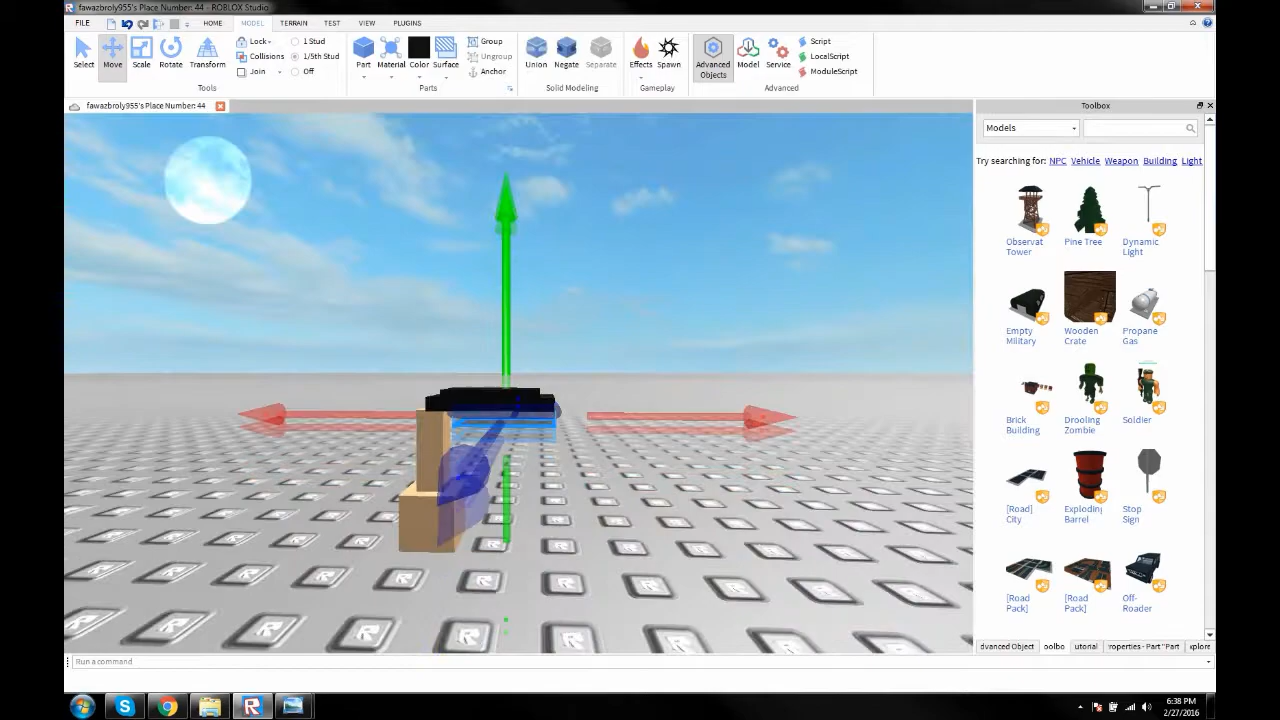 fawazbroly955's Place Number: 44 - ROBLOX Studio
FILE HOME MODEL TERRAIN TEST VIEW PLUGINS
Select Move Scale Rotate Transform
Lock 1 Stud
Collisions 1/5th Stud
Join Off
Part Material Color Surface
Group
Ungroup
Anchor
Union Negate Separate
Effects Spawn
Advanced Objects Model Service
Script
LocalScript
ModuleScript
Tools Parts Solid Modeling Gameplay Advanced
fawazbroly955's Place Number: 44
Toolbox
Models
Try searching for: NPC Vehicle Weapon Building Light
Observat Tower
Pine Tree
Dynamic Light
Empty Military
Wooden Crate
Propane Gas
Brick Building
Drooling Zombie
Soldier
[Road] City
Exploding Barrel
Stop Sign
[Road Pack]
[Road Pack]
Off-Roader
dvanced Object oolbo utorial roperties - Part "Part xplore
Run a command
6:38 PM
2/27/2016